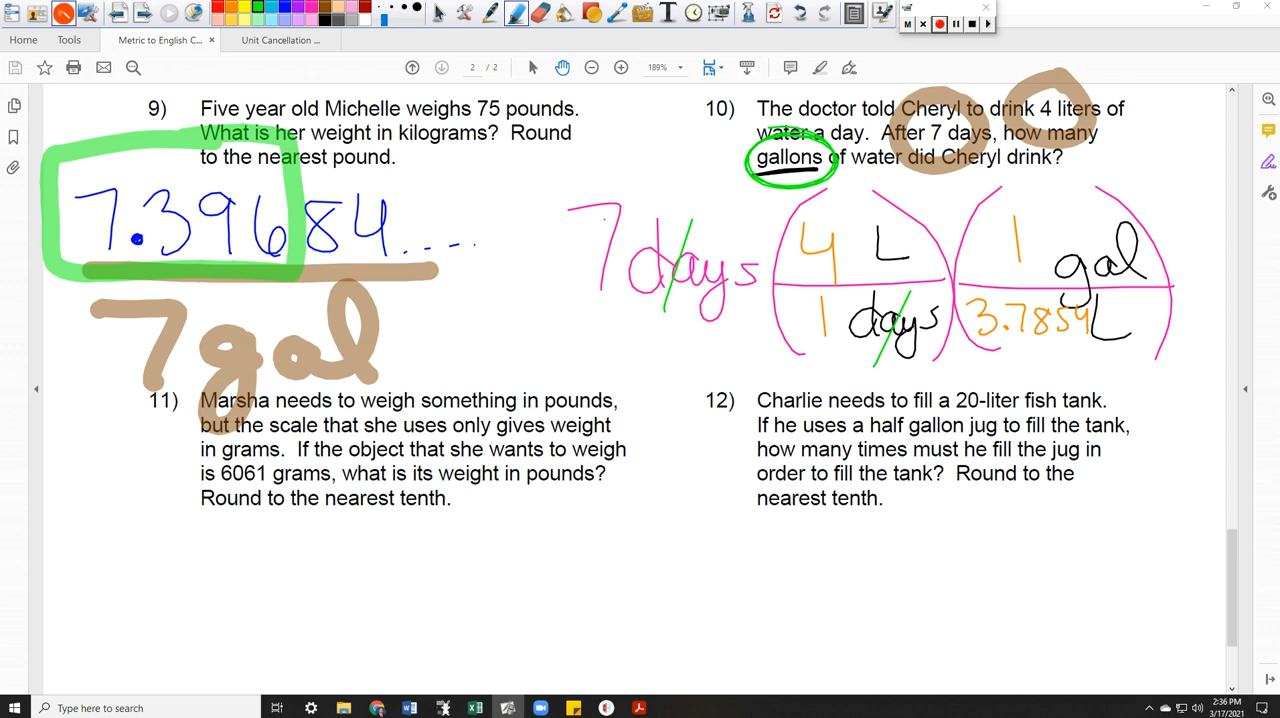 M
Home
Tools
Metric to English C... ×
Unit Cancellation ...
2 / 2
189%
9) Five year old Michelle weighs 75 pounds.
What is her weight in kilograms? Round
to the nearest pound.
7.39684....
7 gal
10) The doctor told Cheryl to drink 4 liters of
water a day. After 7 days, how many
gallons of water did Cheryl drink?
7 days (4 L / 1 days) (1 gal / 3.7854 L)
11) Marsha needs to weigh something in pounds,
but the scale that she uses only gives weight
in grams. If the object that she wants to weigh
is 6061 grams, what is its weight in pounds?
Round to the nearest tenth.
12) Charlie needs to fill a 20-liter fish tank.
If he uses a half gallon jug to fill the tank,
how many times must he fill the jug in
order to fill the tank? Round to the
nearest tenth.
Type here to search
2:36 PM
3/17/2021